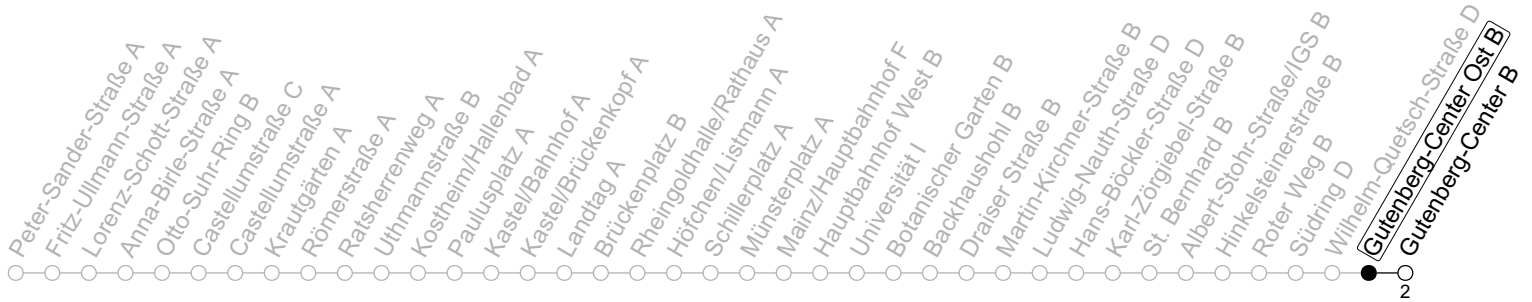 Peter-Sander-Straße A
Fritz-Ullmann-Straße A
Lorenz-Schott-Straße A
Anna-Birle-Straße A
Otto-Suhr-Ring B
Castellumstraße C
Castellumstraße A
Krautgärten A
Römerstraße A
Ratsherrenweg A
Uthmannstraße B
Kostheim/Hallenbad A
Paulusplatz A
Kastel/Bahnhof A
Kastel/Brückenkopf A
Landtag A
Brückenplatz B
Rheingoldhalle/Rathaus A
Höfchen/Listmann A
Schillerplatz A
Münsterplatz A
Mainz/Hauptbahnhof F
Hauptbahnhof West B
Universität I
Botanischer Garten B
Backhaushohl B
Draiser Straße B
Martin-Kirchner-Straße B
Ludwig-Nauth-Straße D
Hans-Böckler-Straße D
Karl-Zörgiebel-Straße B
St. Bernhard B
Albert-Stohr-Straße/IGS B
Hinkelsteinerstraße B
Roter Weg B
Südring D
Wilhelm-Quetsch-Straße D
Gutenberg-Center Ost B
Gutenberg-Center B
2